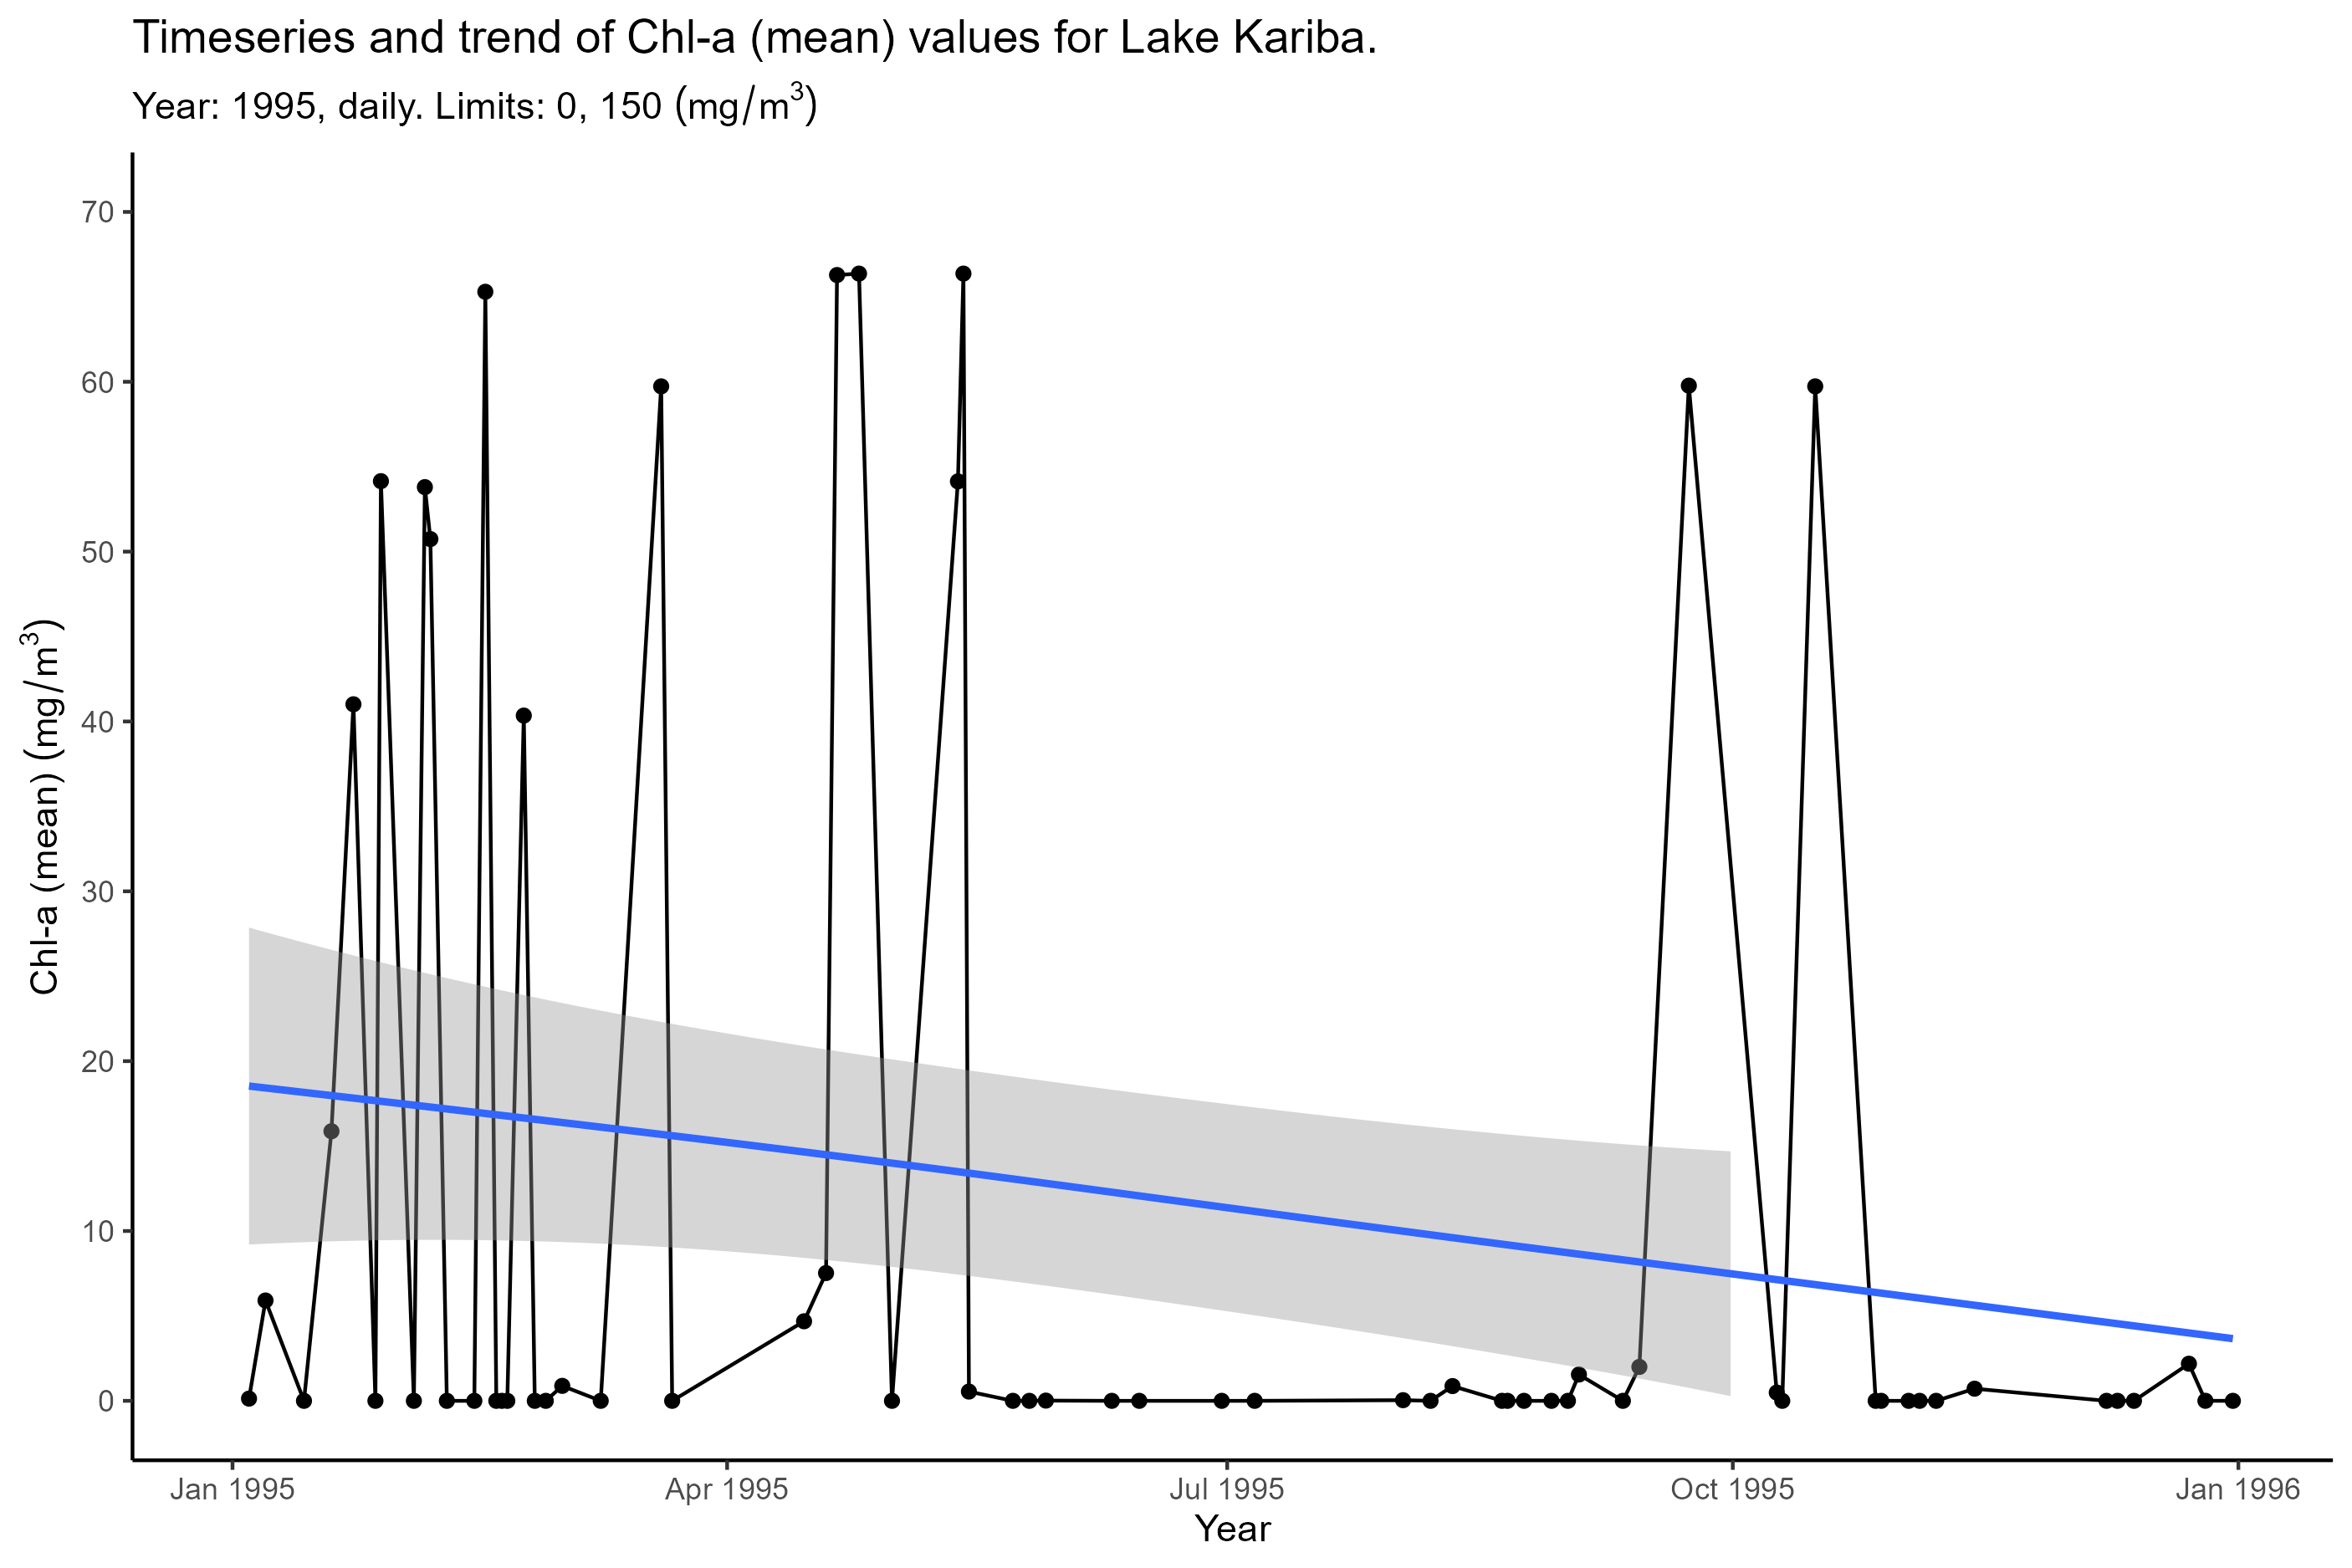 Timeseries and trend of Chl-a (mean) values for Lake Kariba.
Year: 1995, daily. Limits: 0, 150 (mg/m³)
70
60
50
40
30
20
10
0
Chl-a (mean) (mg/m³)
Jan 1995
Apr 1995
Jul 1995
Oct 1995
Jan 1996
Year